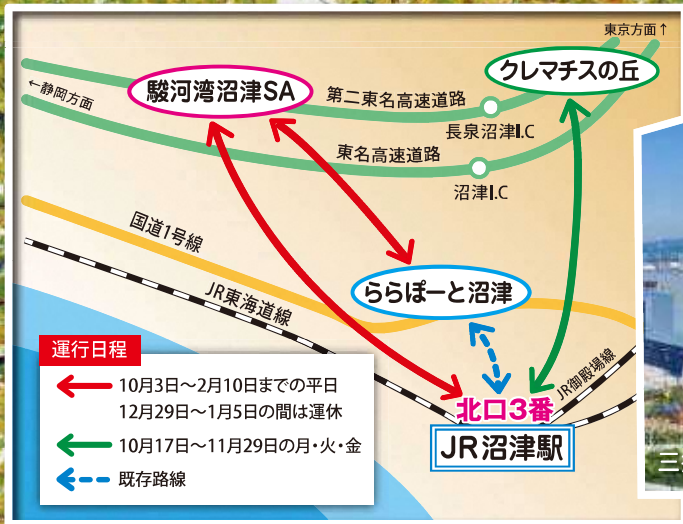 東京方面↑
クレマチスの丘
駿河湾沼津SA
←静岡方面
第二東名高速道路
長泉沼津I.C
東名高速道路
沼津I.C
国道1号線
JR東海道線
ららぽーと沼津
JR御殿場線
北口3番
JR沼津駅
運行日程
10月3日〜2月10日までの平日
12月29日〜1月5日の間は運休
10月17日〜11月29日の月・火・金
既存路線
三